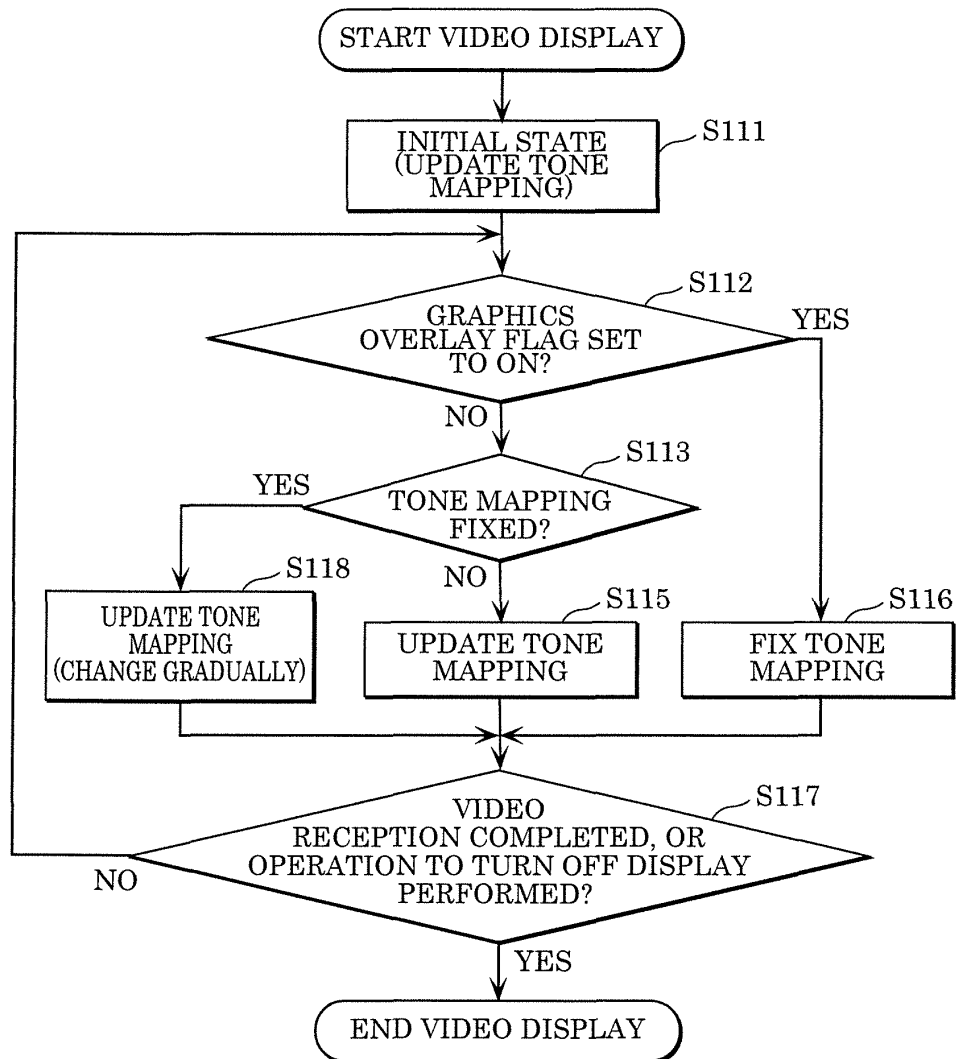 START VIDEO DISPLAY
S111
INITIAL STATE
(UPDATE TONE
MAPPING)
S112
GRAPHICS
OVERLAY FLAG SET
TO ON?
YES
NO
S113
YES
TONE MAPPING
FIXED?
NO
S118
UPDATE TONE
MAPPING
(CHANGE GRADUALLY)
S115
UPDATE TONE
MAPPING
S116
FIX TONE
MAPPING
S117
VIDEO
RECEPTION COMPLETED, OR
OPERATION TO TURN OFF DISPLAY
PERFORMED?
NO
YES
END VIDEO DISPLAY